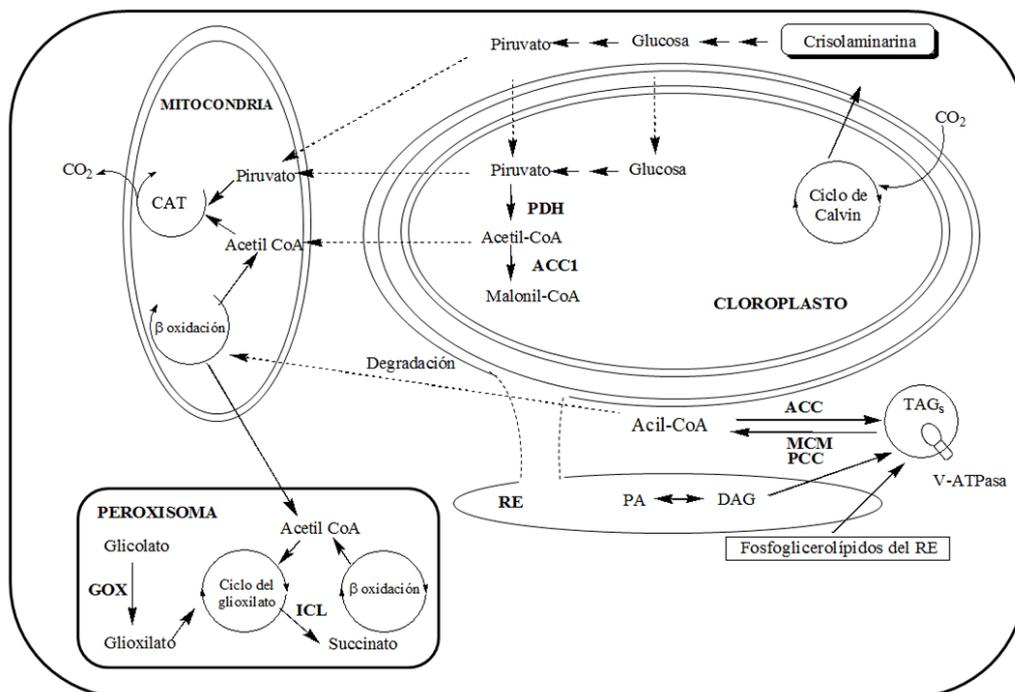 Piruvato
Glucosa
Crisolaminarina
MITOCONDRIA
CO2
CO2
Piruvato
Piruvato
Glucosa
CAT
Ciclo de
Calvin
PDH
Acetil CoA
Acetil-CoA
ACC1
Malonil-CoA
CLOROPLASTO
β oxidación
Degradación
Acil-CoA
ACC
MCM
PCC
TAGs
V-ATPasa
RE
PA
DAG
Fosfoglicerolípidos del RE
PEROXISOMA
Acetil CoA
Glicolato
GOX
Ciclo del
glioxilato
ICL
β oxidación
Glioxilato
Succinato